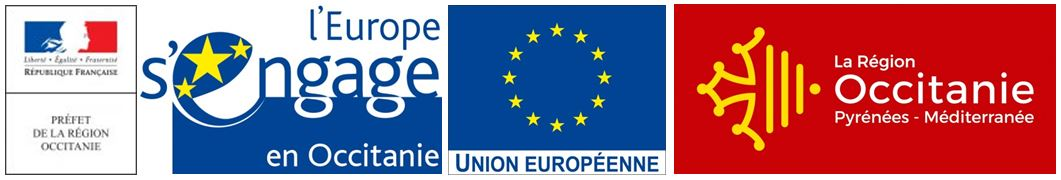 Liberté • Égalité • Fraternité
RÉPUBLIQUE FRANÇAISE
PRÉFET
DE LA RÉGION
OCCITANIE
l'Europe
s'engage
en Occitanie
UNION EUROPÉENNE
La Région
Occitanie
Pyrénées - Méditerranée